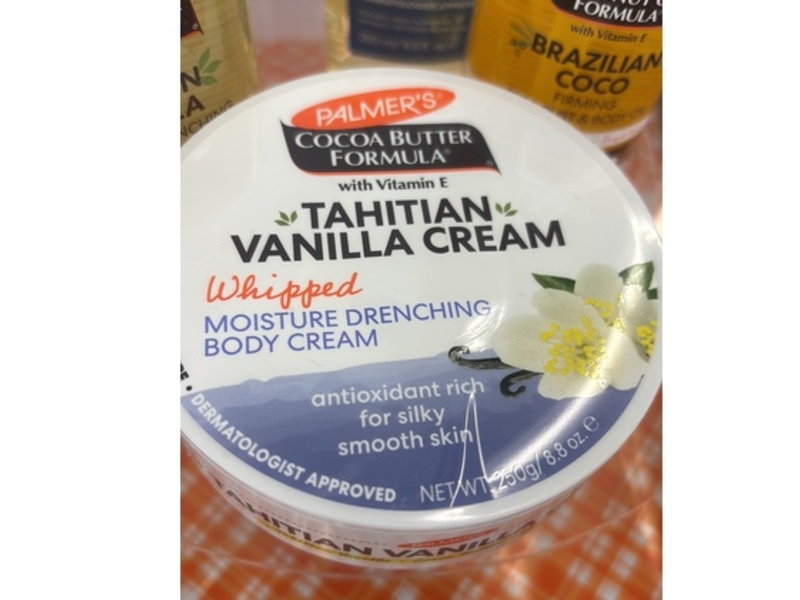 FORMULA
with Vitamin E
BRAZILIAN
COCO
FIRMING
PALMER'S®
COCOA BUTTER
FORMULA®
with Vitamin E
TAHITIAN
VANILLA CREAM
Whipped
MOISTURE DRENCHING
BODY CREAM
antioxidant rich
for silky
smooth skin
• DERMATOLOGIST APPROVED
NET WT. 250g/ 8.8 oz. ℮
TAHITIAN VANILLA